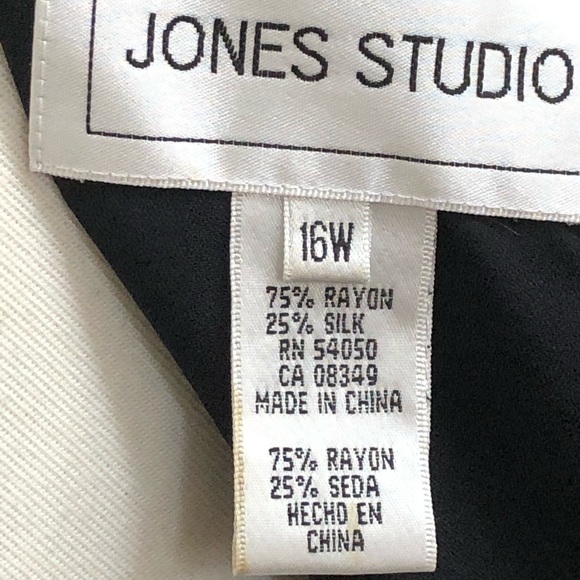 JONES STUDIO
16W
75% RAYON
25% SILK
RN 54050
CA 08349
MADE IN CHINA
75% RAYON
25% SEDA
HECHO EN
CHINA